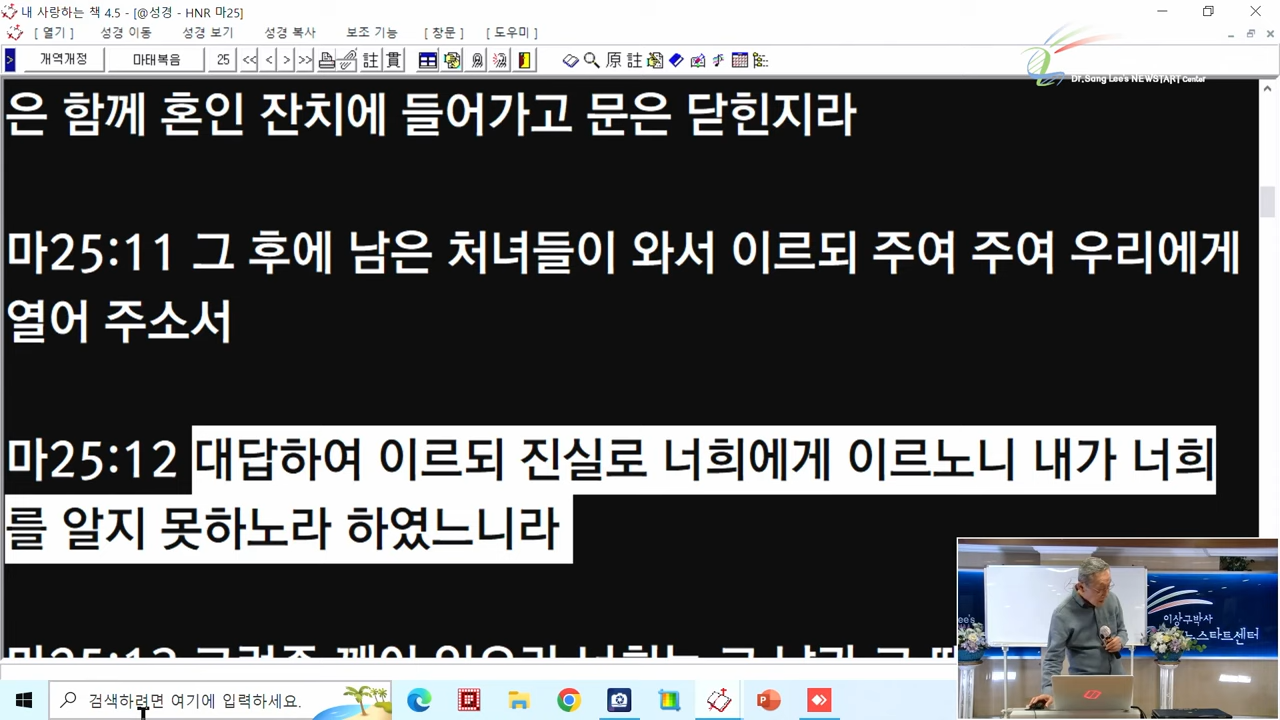 내 사랑하는 책 4.5 - [@성경 - HNR 마25]
[ 열기 ] 성경 이동 성경 보기 성경 복사 보조 기능 [ 창문 ] [ 도우미 ]
> 개역개정 마태복음 25 << < > >> 註 貫 原 註
Dr.Sang Lee's NEWSTART Center
은 함께 혼인 잔치에 들어가고 문은 닫힌지라
마25:11 그 후에 남은 처녀들이 와서 이르되 주여 주여 우리에게
열어 주소서
마25:12 대답하여 이르되 진실로 너희에게 이르노니 내가 너희
를 알지 못하노라 하였느니라
이상구박사
뉴스타트센터
검색하려면 여기에 입력하세요.